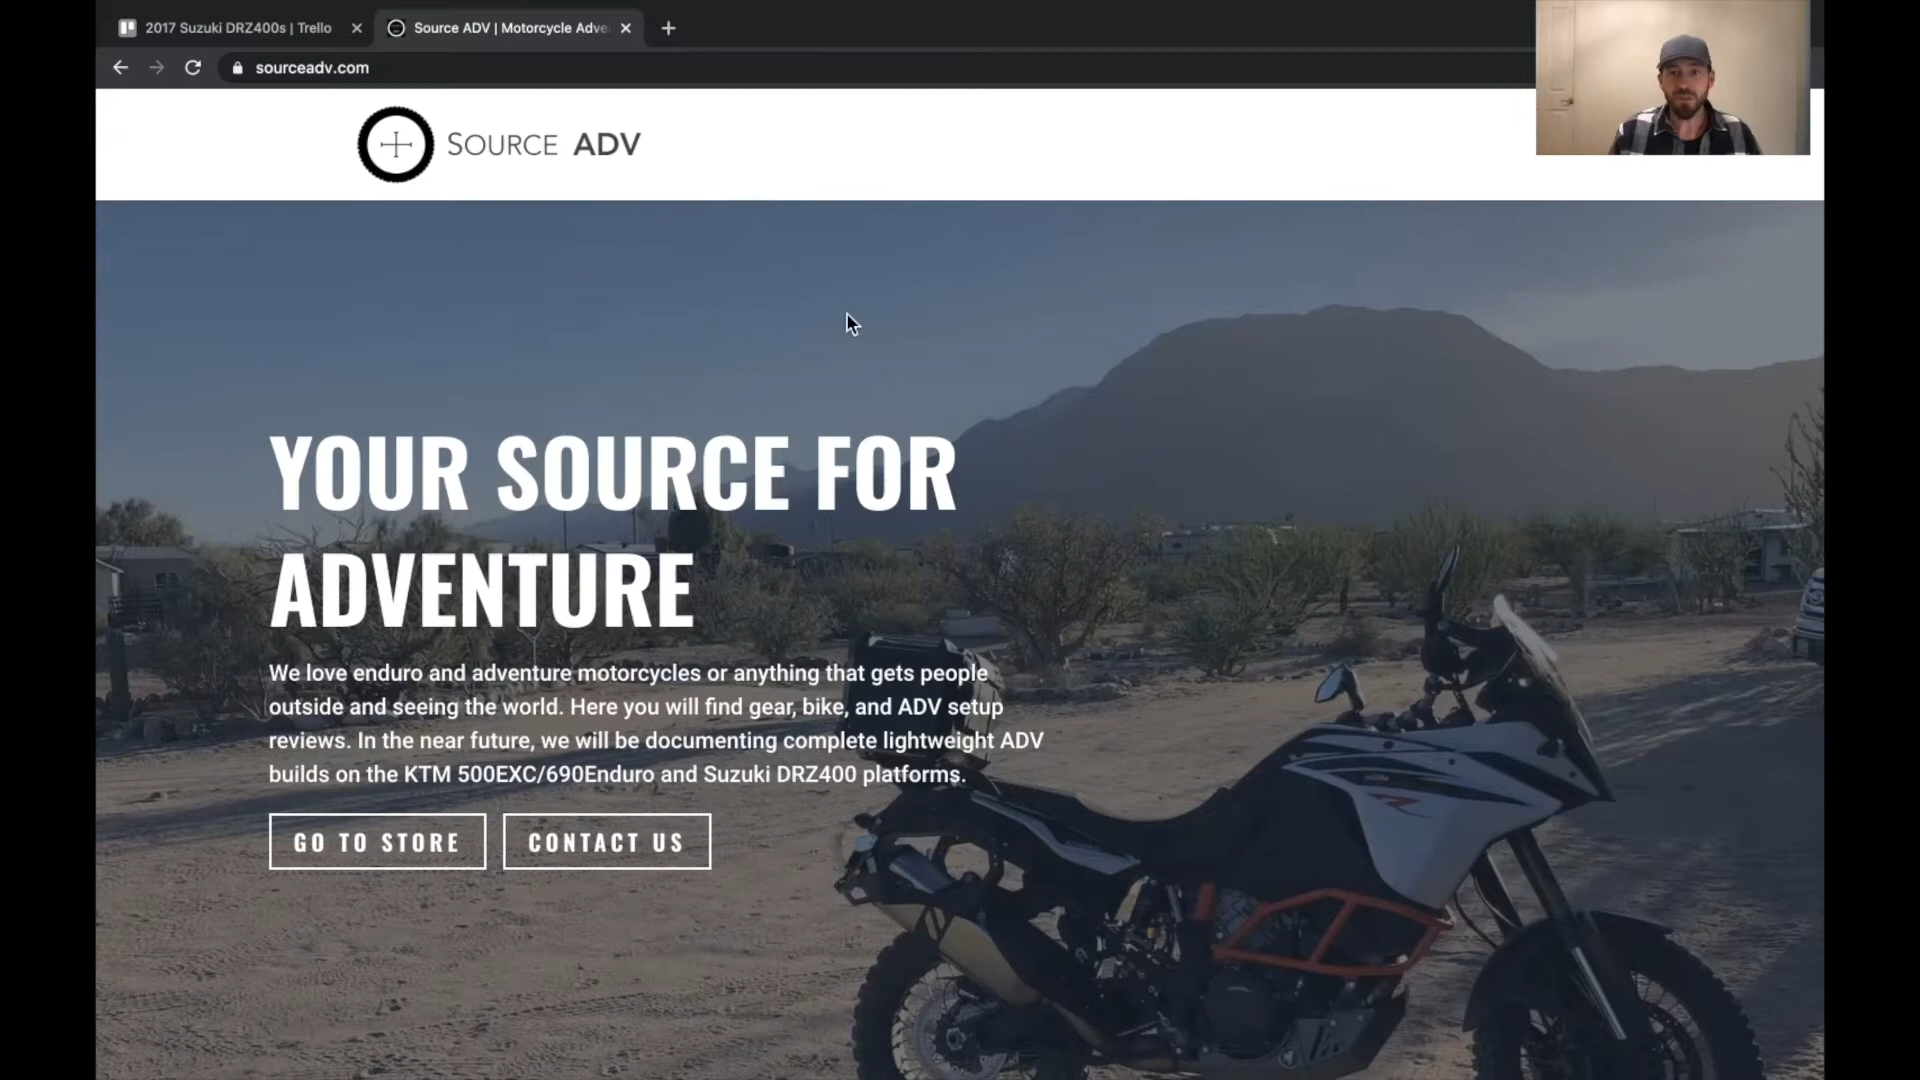 2017 Suzuki DRZ400s | Trello
Source ADV | Motorcycle Adve
sourceadv.com
SOURCE ADV
YOUR SOURCE FOR
ADVENTURE
We love enduro and adventure motorcycles or anything that gets people
outside and seeing the world. Here you will find gear, bike, and ADV setup
reviews. In the near future, we will be documenting complete lightweight ADV
builds on the KTM 500EXC/690Enduro and Suzuki DRZ400 platforms.
GO TO STORE
CONTACT US